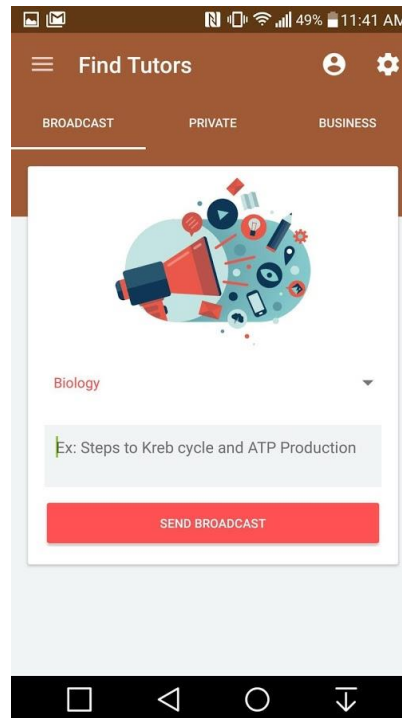 49% 11:41 AM
Find Tutors
BROADCAST PRIVATE BUSINESS
Biology
Ex: Steps to Kreb cycle and ATP Production
SEND BROADCAST